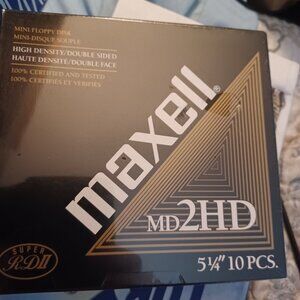 MINI FLOPPY DISK
MINI-DISQUE SOUPLE
HIGH DENSITY/DOUBLE SIDED
HAUTE DENSITÉ/DOUBLE FACE
100% CERTIFIED AND TESTED
100% CERTIFIÉS ET VÉRIFIÉS
maxell®
MD2HD
SUPER
RDII
5¼" 10 PCS.